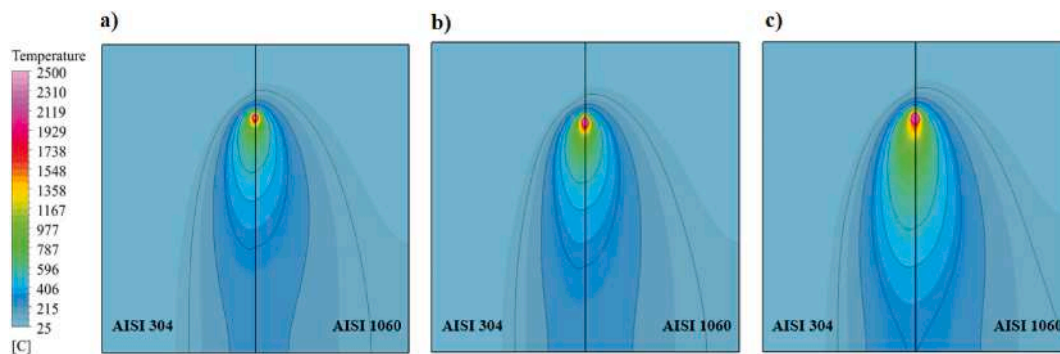 a)
b)
c)
Temperature
2500
2310
2119
1929
1738
1548
1358
1167
977
787
596
406
215
25
[C]
AISI 304
AISI 1060
AISI 304
AISI 1060
AISI 304
AISI 1060